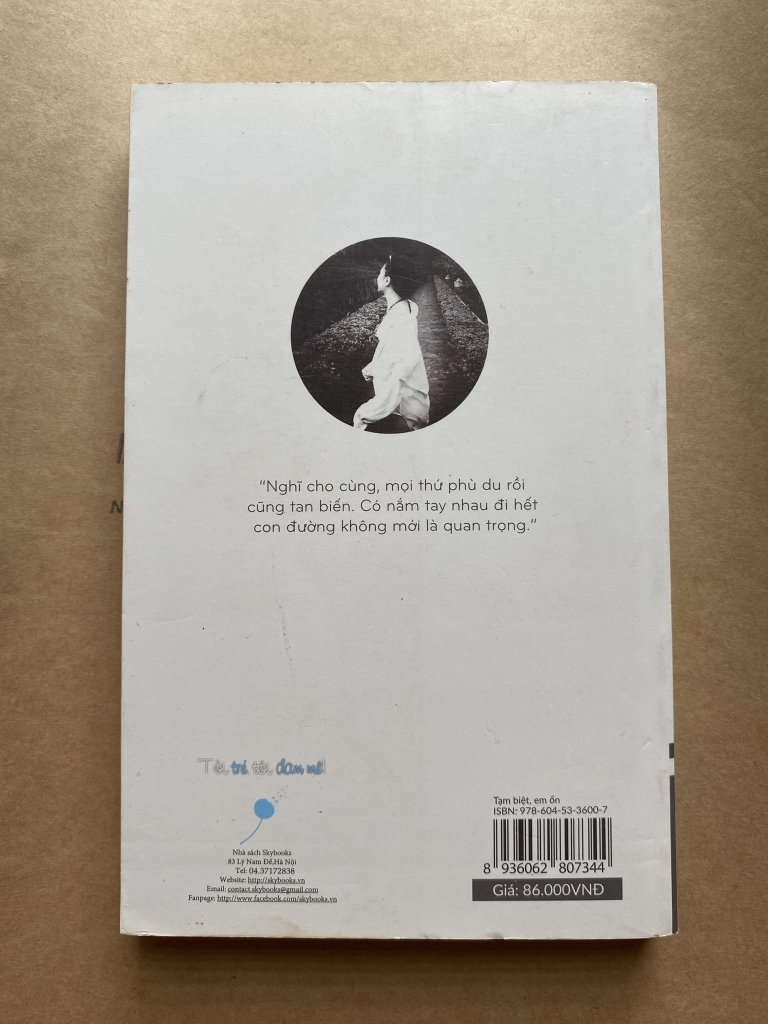 “Nghĩ cho cùng, mọi thứ phù du rồi
cũng tan biến. Có nắm tay nhau đi hết
con đường không mới là quan trọng.”
Tôi trẻ tôi đam mê!
Nhà sách Skybooks
83 Lý Nam Đế,Hà Nội
Tel: 04.37172838
Website: http://skybooks.vn
Email: contact.skybooks@gmail.com
Fanpage: http://www.facebook.com/skybooks.vn
Tạm biệt, em ổn
ISBN: 978-604-53-3600-7
8 936062 807344
Giá: 86.000VNĐ